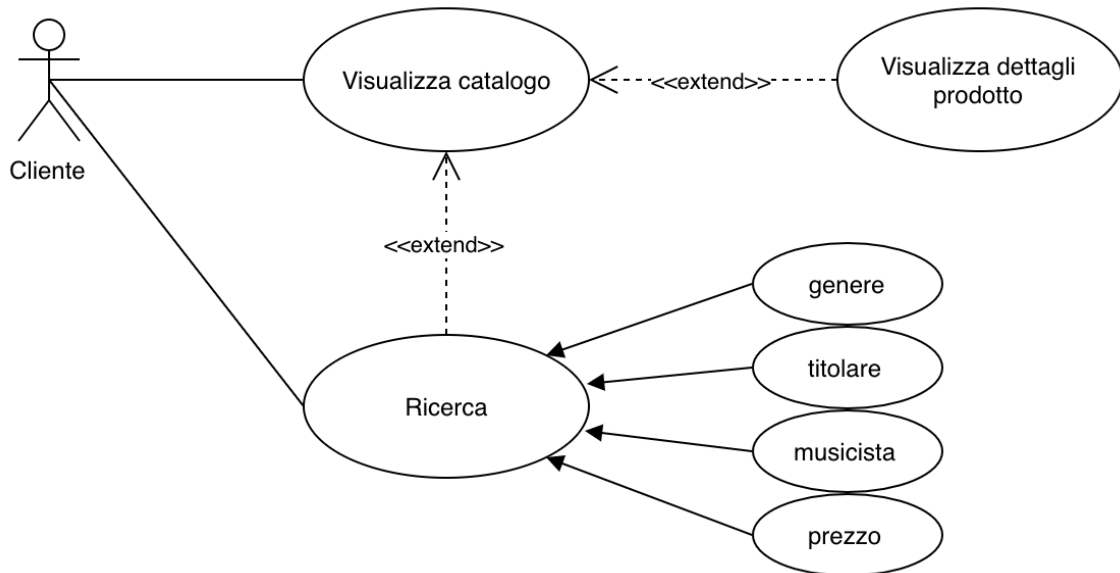 Visualizza catalogo
<<extend>>
Visualizza dettagli
prodotto
Cliente
<<extend>>
genere
titolare
Ricerca
musicista
prezzo